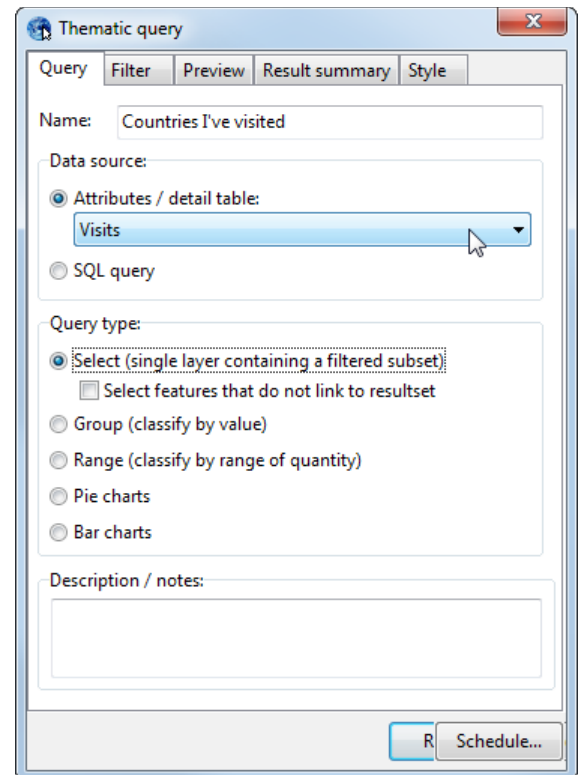 Thematic query
Query Filter Preview Result summary Style
Name: Countries I've visited
Data source:
Attributes / detail table:
Visits
SQL query
Query type:
Select (single layer containing a filtered subset)
Select features that do not link to resultset
Group (classify by value)
Range (classify by range of quantity)
Pie charts
Bar charts
Description / notes:
R Schedule...